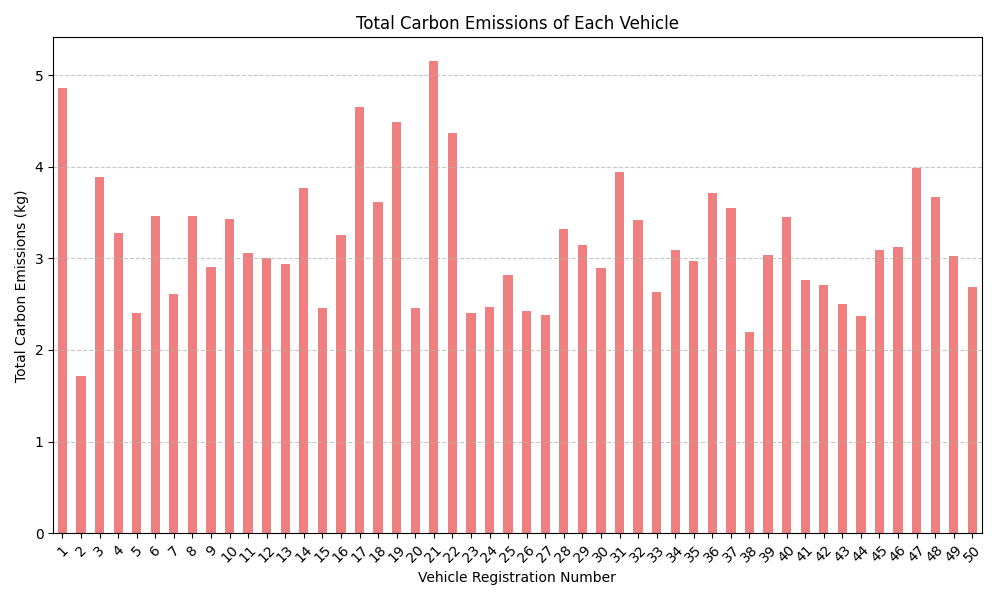 Total Carbon Emissions of Each Vehicle
Total Carbon Emissions (kg)
5
4
3
2
1
0
1 2 3 4 5 6 7 8 9 10 11 12 13 14 15 16 17 18 19 20 21 22 23 24 25 26 27 28 29 30 31 32 33 34 35 36 37 38 39 40 41 42 43 44 45 46 47 48 49 50
Vehicle Registration Number